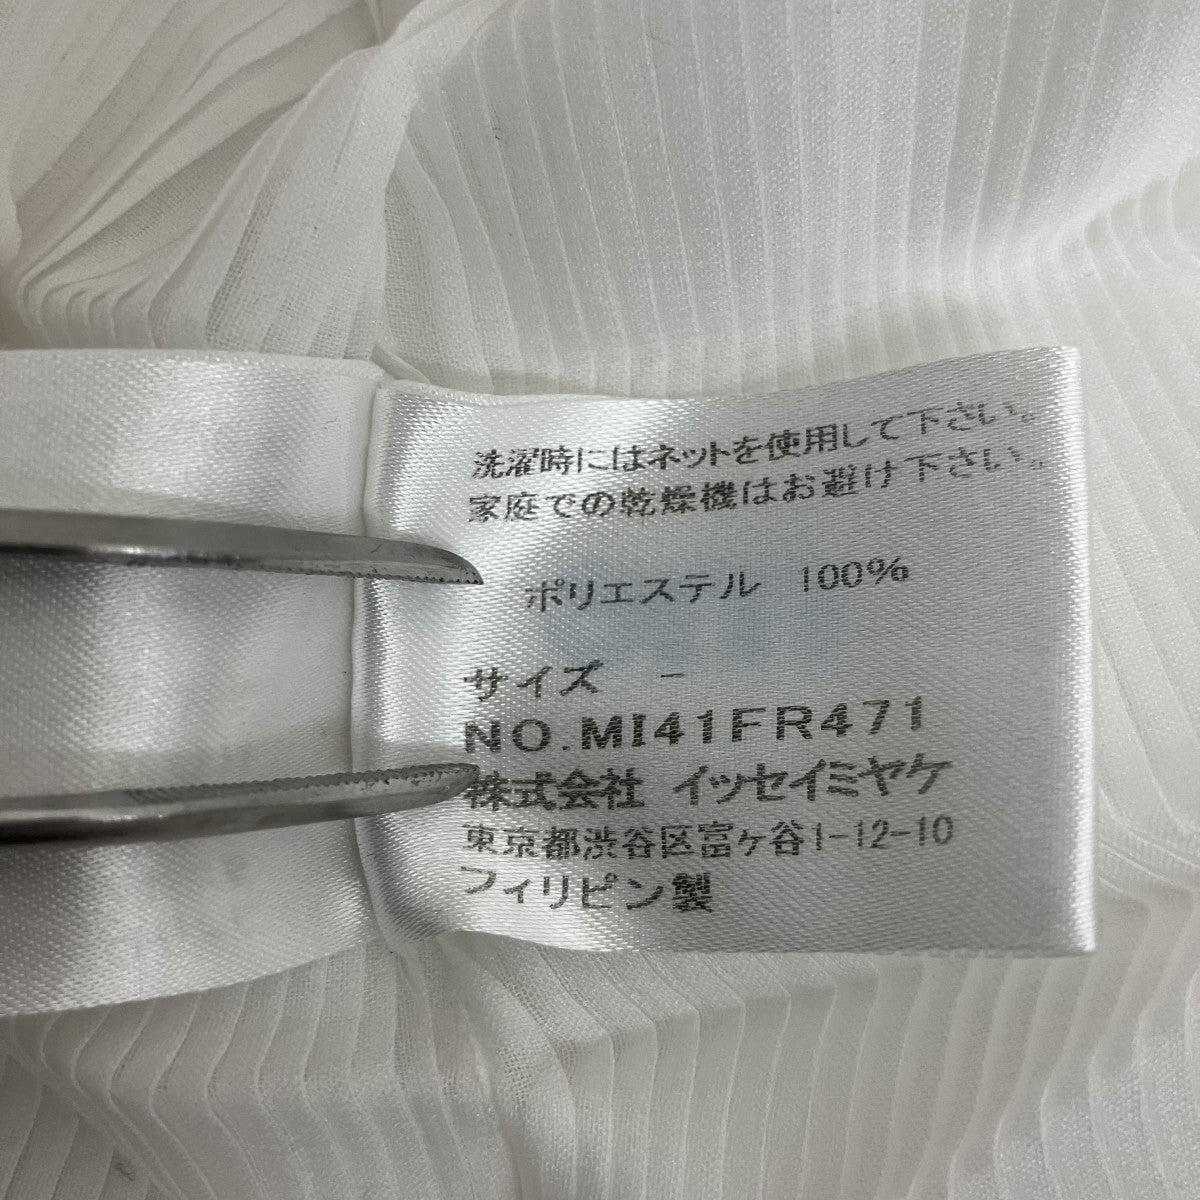 洗濯時にはネットを使用して下さい。
家庭での乾燥機はお避け下さい。
ポリエステル 100%
サイズ -
NO.MI41FR471
株式会社 イッセイミヤケ
東京都渋谷区富ヶ谷1-12-10
フィリピン製